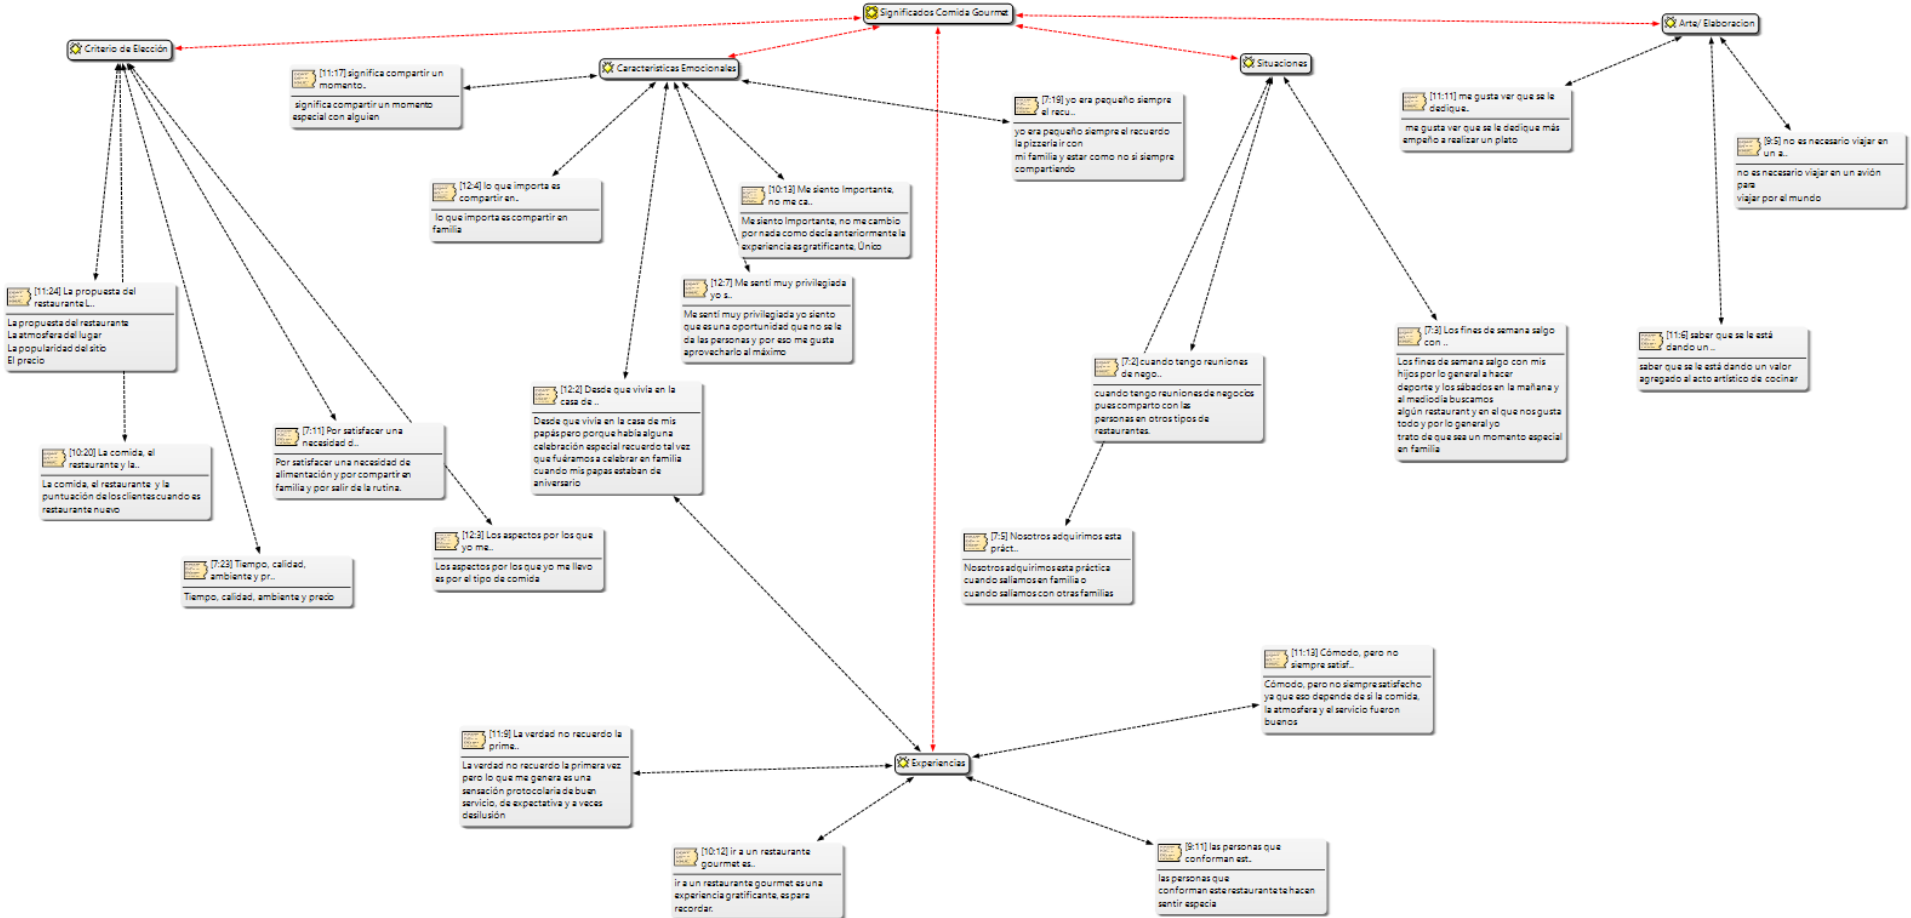 Significados Comida Gourmet
Criterio de Elección
Caracteristicas Emocionales
Situaciones
Arte/ Elaboracion
[11:17] significa compartir un
momento..
significa compartir un momento
especial con alguien
[7:19] yo era pequeño siempre
el recu..
yo era pequeño siempre el recuerdo
la pizzería ir con
mi familia y estar como no si siempre
compartiendo
[11:11] me gusta ver que se le
dedique..
me gusta ver que se le dedique más
empeño a realizar un plato
[9:5] no es necesario viajar en
un a..
no es necesario viajar en un avión
para
viajar por el mundo
[12:4] lo que importa es
compartir en..
lo que importa es compartir en
familia
[10:13] Me siento Importante,
no me ca..
Me siento Importante, no me cambio
por nada como decía anteriormente la
experiencia es gratificante, Único
[12:7] Me sentí muy privilegiada
yo s..
Me sentí muy privilegiada yo siento
que es una oportunidad que no se le
da las personas y por eso me gusta
aprovecharlo al máximo
[11:24] La propuesta del
restaurante L..
La propuesta del restaurante
La atmosfera del lugar
La popularidad del sitio
El precio
[7:3] Los fines de semana salgo
con ..
Los fines de semana salgo con mis
hijos por lo general a hacer
deporte y los sábados en la mañana y
al mediodía buscamos
algún restaurant y en el que nos gusta
todo y por lo general yo
trato de que sea un momento especial
en familia
[11:6] saber que se le está
dando un ..
saber que se le está dando un valor
agregado al acto artístico de cocinar
[7:2] cuando tengo reuniones
de nego..
cuando tengo reuniones de negocios
pues comparto con las
personas en otros tipos de
restaurantes.
[12:2] Desde que vivía en la
casa de ..
Desde que vivía en la casa de mis
papás pero porque había alguna
celebración especial recuerdo tal vez
que fuéramos a celebrar en familia
cuando mis papas estaban de
aniversario
[7:11] Por satisfacer una
necesidad d..
Por satisfacer una necesidad de
alimentación y por compartir en
familia y por salir de la rutina.
[10:20] La comida, el
restaurante y la..
La comida, el restaurante y la
puntuación de los clientes cuando es
restaurante nuevo
[12:3] Los aspectos por los que
yo me..
Los aspectos por los que yo me llevo
es por el tipo de comida
[7:5] Nosotros adquirimos esta
práct..
Nosotros adquirimos esta práctica
cuando salíamos en familia o
cuando salíamos con otras familias
[7:23] Tiempo, calidad,
ambiente y pr..
Tiempo, calidad, ambiente y precio
[11:13] Cómodo, pero no
siempre satisf..
Cómodo, pero no siempre satisfecho
ya que eso depende de si la comida,
la atmosfera y el servicio fueron
buenos
[11:9] La verdad no recuerdo la
prime..
La verdad no recuerdo la primera vez
pero lo que me genera es una
sensación protocolaria de buen
servicio, de expectativa y a veces
desilusión
Experiencias
[10:12] ir a un restaurante
gourmet es..
ir a un restaurante gourmet es una
experiencia gratificante, es para
recordar.
[9:11] las personas que
conforman est..
las personas que
conforman este restaurante te hacen
sentir especia